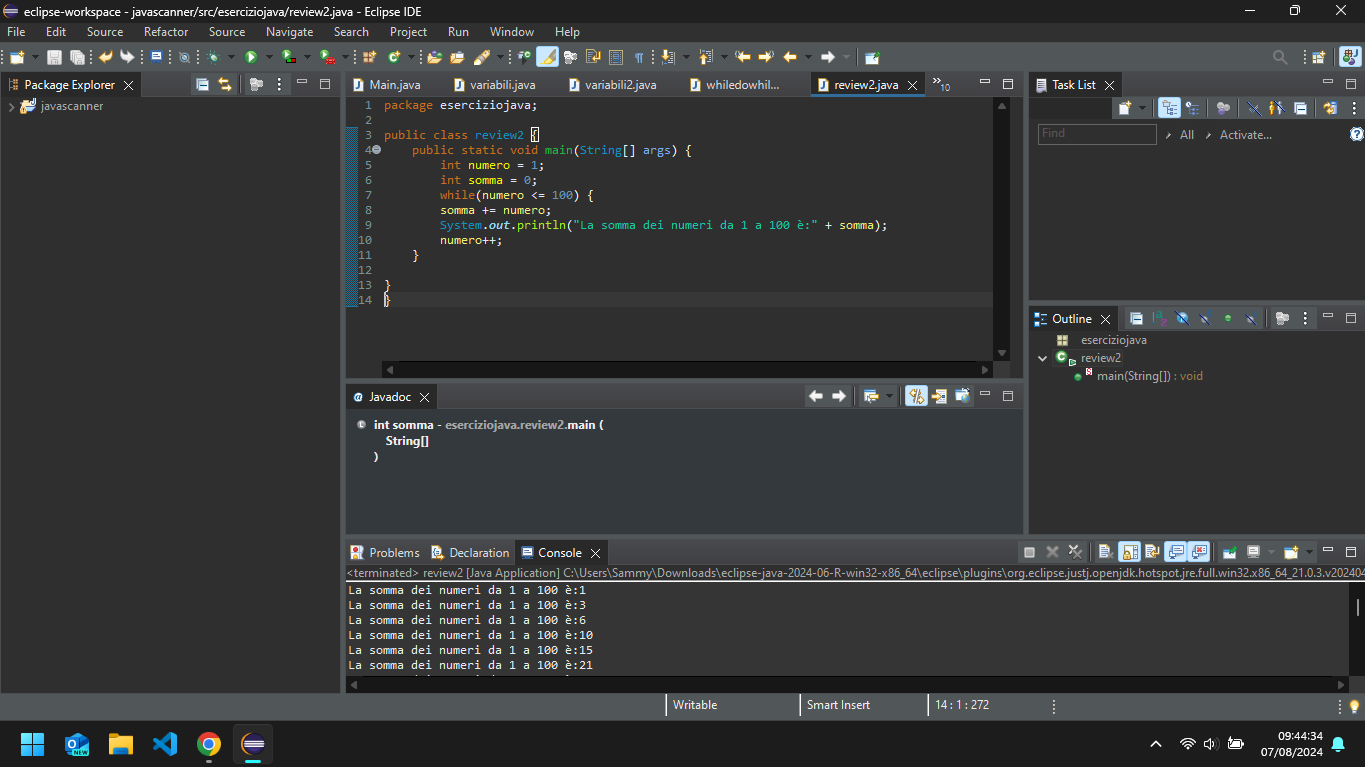 eclipse-workspace - javascanner/src/eserciziojava/review2.java - Eclipse IDE
File Edit Source Refactor Source Navigate Search Project Run Window Help
Package Explorer
javascanner
Main.java variabili.java variabili2.java whiledowhil... review2.java »10
1 package eserciziojava;
2
3 public class review2 {
4 public static void main(String[] args) {
5 int numero = 1;
6 int somma = 0;
7 while(numero <= 100) {
8 somma += numero;
9 System.out.println("La somma dei numeri da 1 a 100 è:" + somma);
10 numero++;
11 }
12
13 }
14 }
Task List
Find All Activate...
Outline
eserciziojava
review2
main(String[]) : void
@ Javadoc
int somma - eserciziojava.review2.main (
String[]
)
Problems Declaration Console
<terminated> review2 [Java Application] C:\Users\Sammy\Downloads\eclipse-java-2024-06-R-win32-x86_64\eclipse\plugins\org.eclipse.justj.openjdk.hotspot.jre.full.win32.x86_64_21.0.3.v202404
La somma dei numeri da 1 a 100 è:1
La somma dei numeri da 1 a 100 è:3
La somma dei numeri da 1 a 100 è:6
La somma dei numeri da 1 a 100 è:10
La somma dei numeri da 1 a 100 è:15
La somma dei numeri da 1 a 100 è:21
Writable Smart Insert 14 : 1 : 272
NEW
09:44:34
07/08/2024